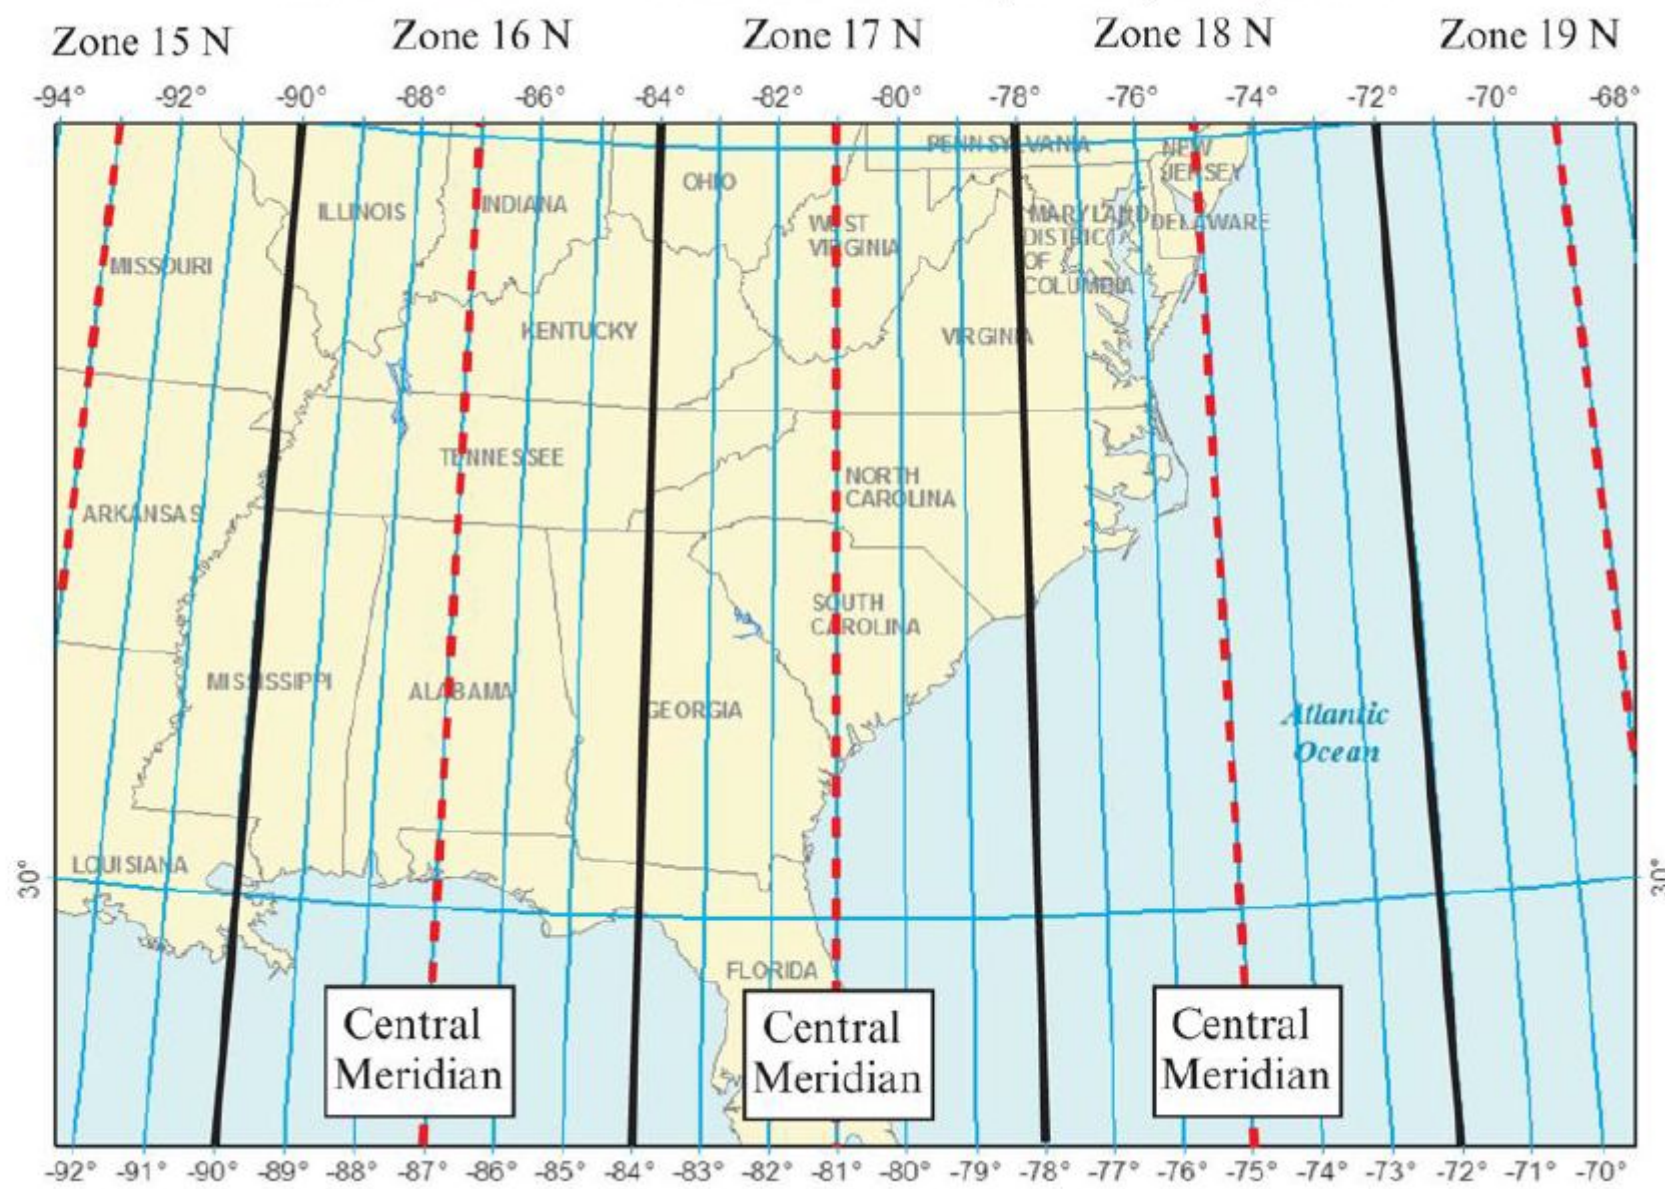 Zone 15 N Zone 16 N Zone 17 N Zone 18 N Zone 19 N
-94° -92° -90° -88° -86° -84° -82° -80° -78° -76° -74° -72° -70° -68°
PENNSYLVANIA
NEW
JERSEY
OHIO
ILLINOIS
INDIANA
WEST
VIRGINIA
MARYLAND
DELAWARE
DISTRICT
OF
COLUMBIA
MISSOURI
KENTUCKY
VIRGINIA
TENNESSEE
NORTH
CAROLINA
ARKANSAS
SOUTH
CAROLINA
MISSISSIPPI
ALABAMA
GEORGIA
Atlantic
Ocean
LOUISIANA
30°
30°
FLORIDA
Central
Meridian
Central
Meridian
Central
Meridian
-92° -91° -90° -89° -88° -87° -86° -85° -84° -83° -82° -81° -80° -79° -78° -77° -76° -75° -74° -73° -72° -71° -70°